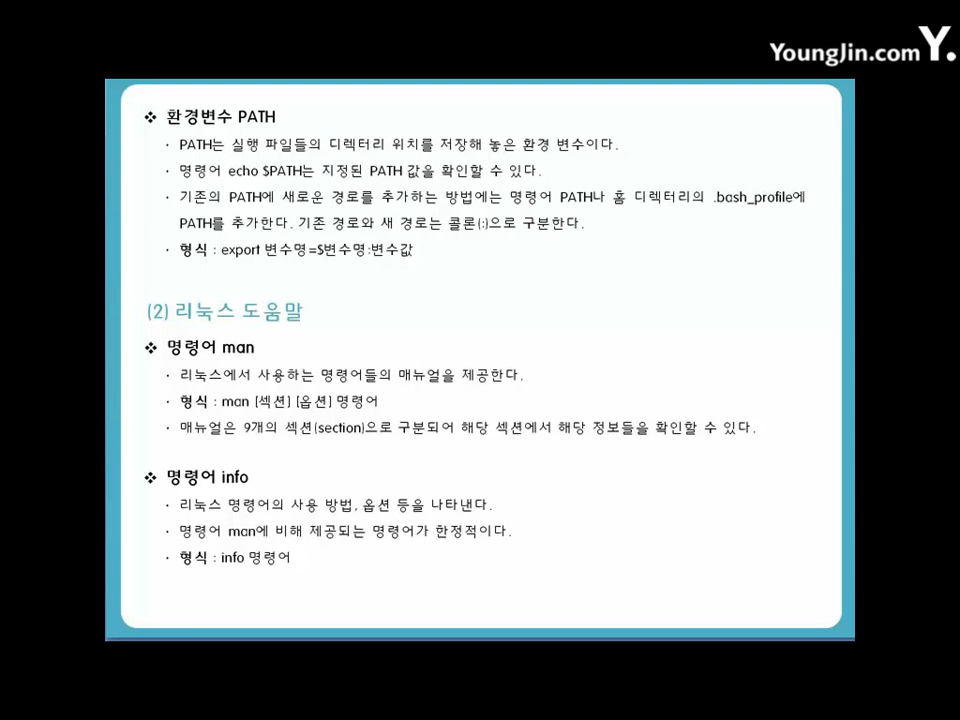 YoungJin.com Y.
❖ 환경변수 PATH
· PATH는 실행 파일들의 디렉터리 위치를 저장해 놓은 환경 변수이다.
· 명령어 echo $PATH는 지정된 PATH 값을 확인할 수 있다.
· 기존의 PATH에 새로운 경로를 추가하는 방법에는 명령어 PATH나 홈 디렉터리의 .bash_profile에
PATH를 추가한다. 기존 경로와 새 경로는 콜론(:)으로 구분한다.
· 형식 : export 변수명=$변수명:변수값
(2) 리눅스 도움말
❖ 명령어 man
· 리눅스에서 사용하는 명령어들의 매뉴얼을 제공한다.
· 형식 : man [섹션] [옵션] 명령어
· 매뉴얼은 9개의 섹션(section)으로 구분되어 해당 섹션에서 해당 정보들을 확인할 수 있다.
❖ 명령어 info
· 리눅스 명령어의 사용 방법, 옵션 등을 나타낸다.
· 명령어 man에 비해 제공되는 명령어가 한정적이다.
· 형식 : info 명령어